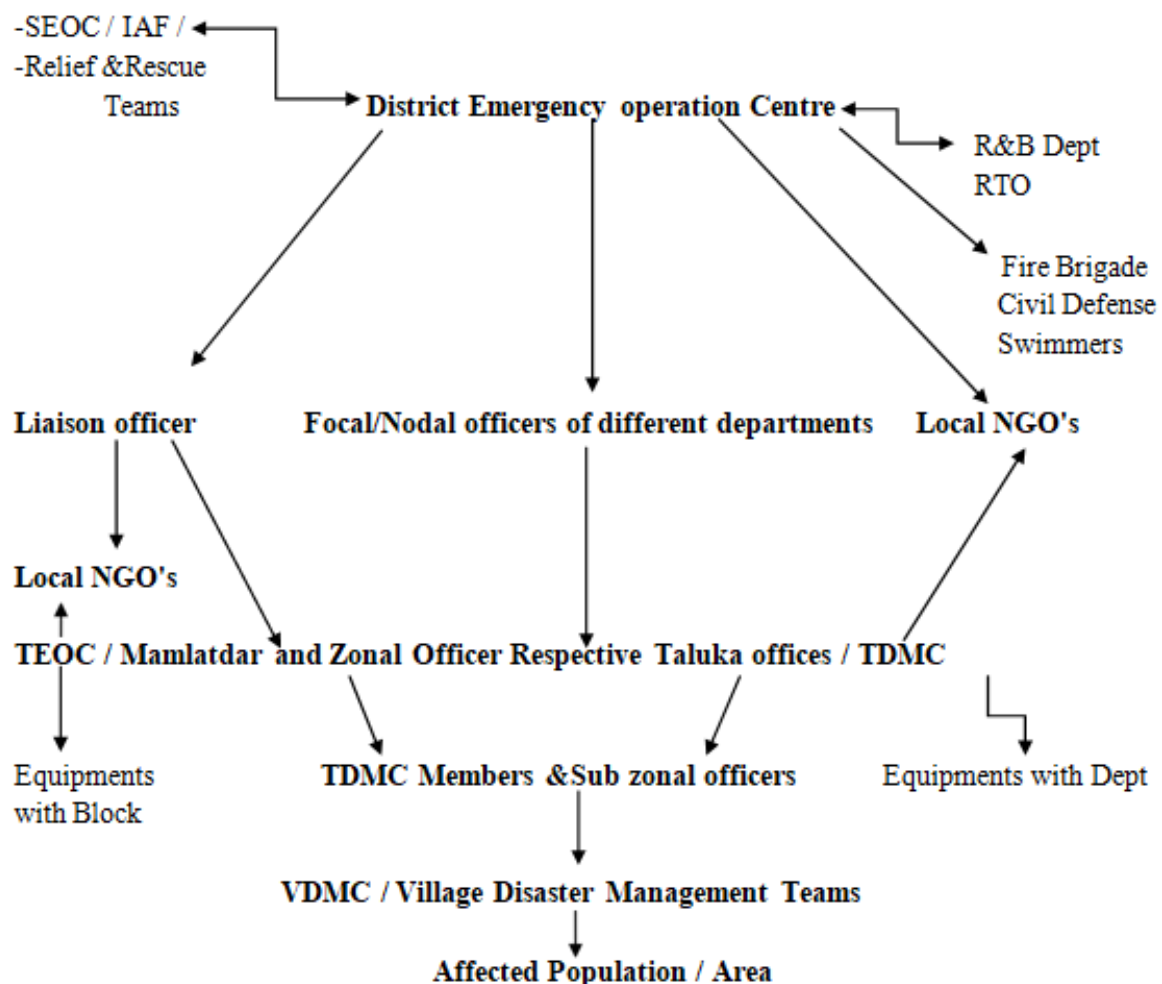 -SEOC / IAF /
-Relief &Rescue
Teams
District Emergency operation Centre
R&B Dept
RTO
Fire Brigade
Civil Defense
Swimmers
Liaison officer
Focal/Nodal officers of different departments
Local NGO's
Local NGO's
TEOC / Mamlatdar and Zonal Officer Respective Taluka offices / TDMC
Equipments
with Block
TDMC Members &Sub zonal officers
Equipments with Dept
VDMC / Village Disaster Management Teams
Affected Population / Area